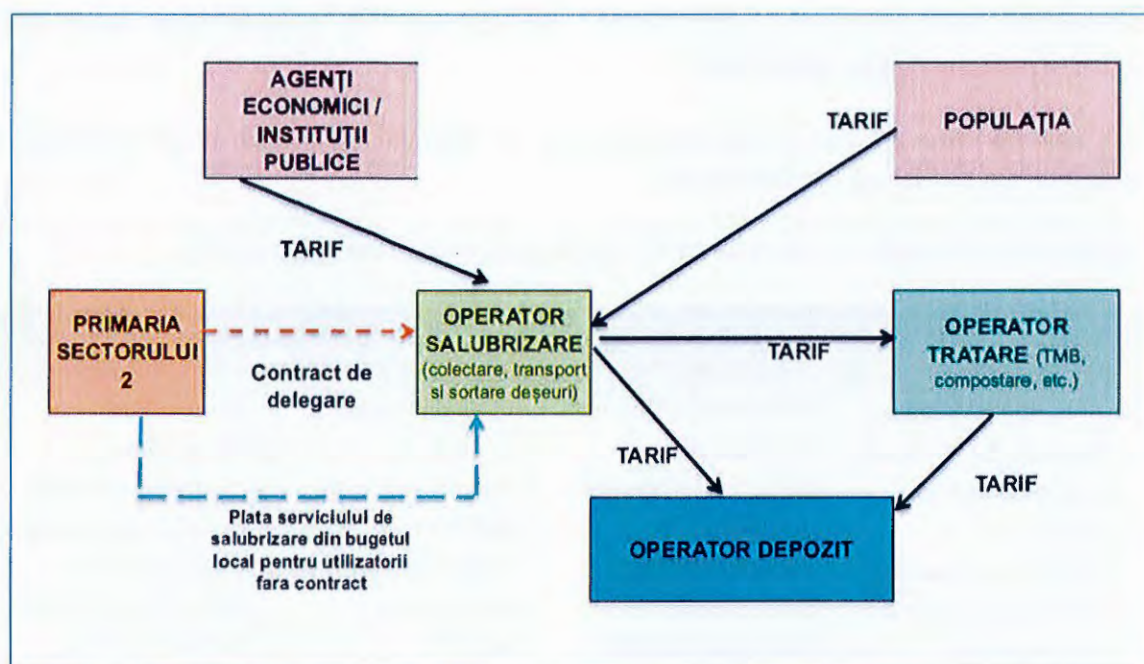 AGENȚI
ECONOMICI /
INSTITUȚII
PUBLICE
TARIF
POPULAȚIA
TARIF
PRIMARIA
SECTORULUI
2
OPERATOR
SALUBRIZARE
(colectare, transport
si sortare deșeuri)
TARIF
OPERATOR
TRATARE (TMB,
compostare, etc.)
Contract de
delegare
TARIF
TARIF
Plata serviciului de
salubrizare din bugetul
local pentru utilizatorii
fara contract
OPERATOR DEPOZIT